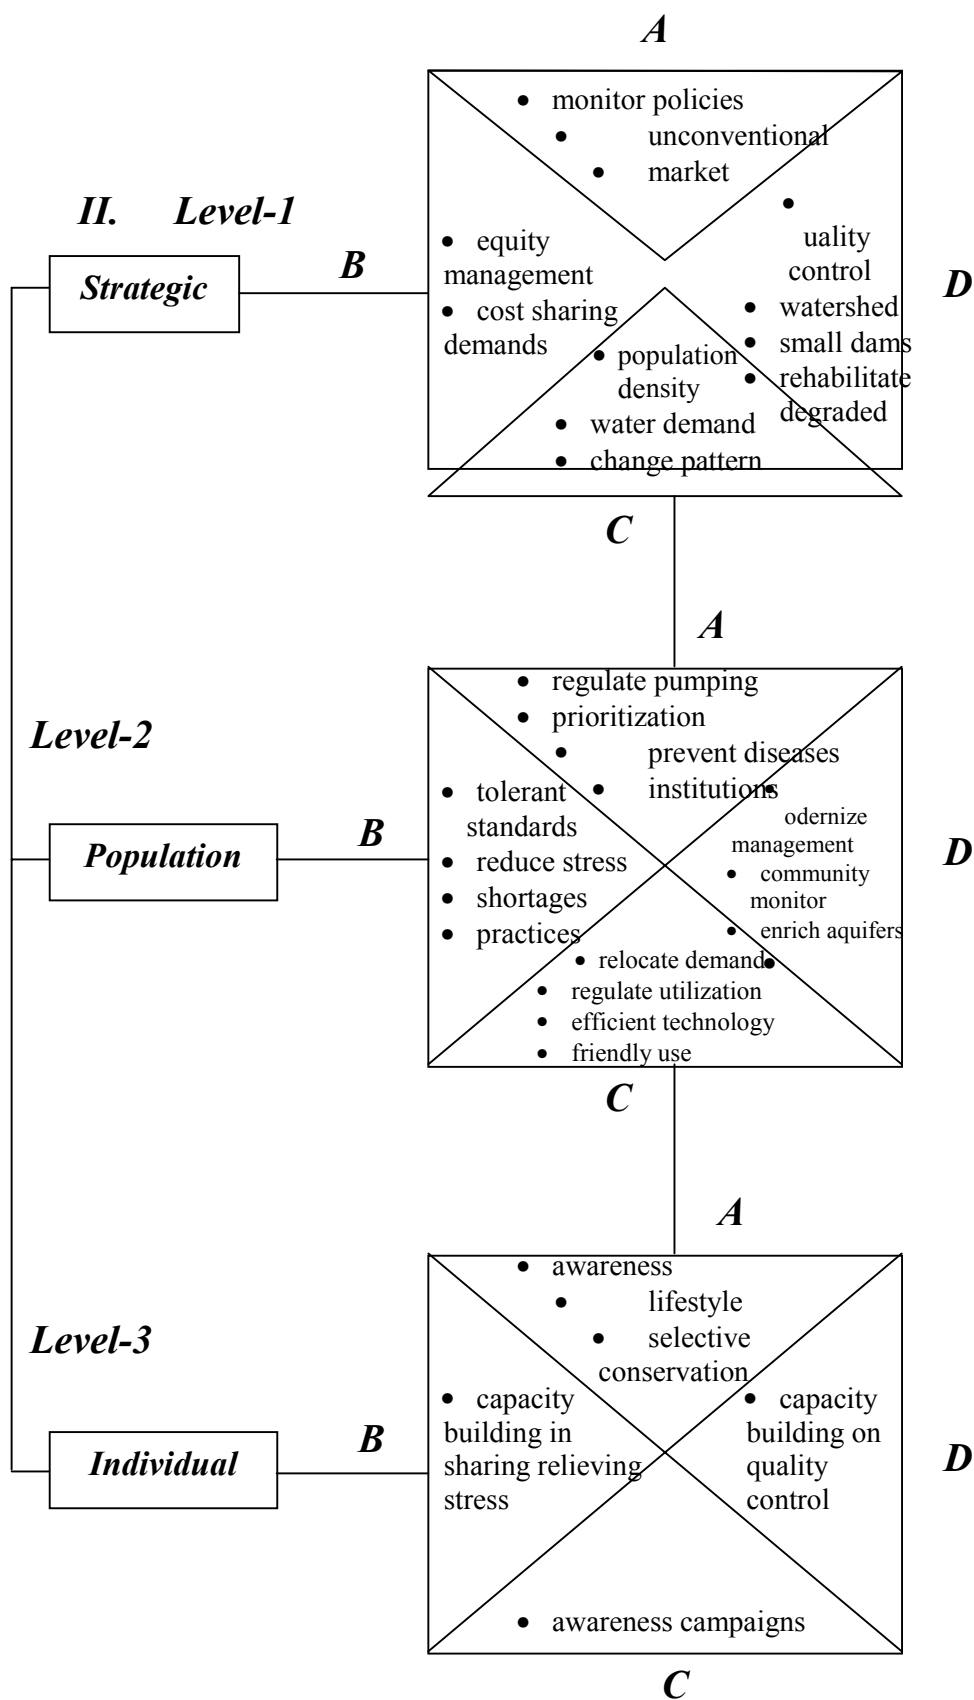 A
• monitor policies
• unconventional
• market
II. Level-1
Strategic
B
• equity
management
• cost sharing
demands
•
uality
control
• watershed
• small dams
• rehabilitate
degraded
D
• population
density
• water demand
• change pattern
C
A
• regulate pumping
• prioritization
• prevent diseases
• institutions
Level-2
Population
B
• tolerant
standards
• reduce stress
• shortages
• practices
•
odernize
management
• community
monitor
• enrich aquifers
•
D
• relocate demand
• regulate utilization
• efficient technology
• friendly use
C
A
• awareness
• lifestyle
• selective
conservation
Level-3
Individual
B
• capacity
building in
sharing relieving
stress
• capacity
building on
quality
control
D
• awareness campaigns
C